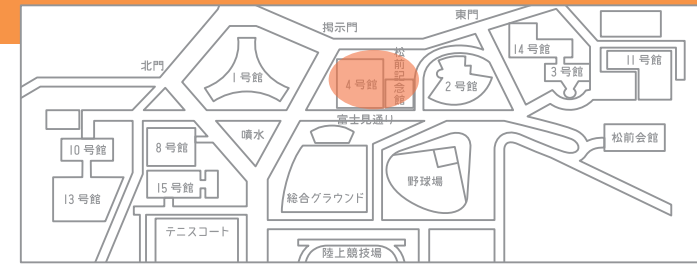 東門
掲示門
北門
14号館
11号館
3号館
1号館
4号館
松前記念館
2号館
富士見通り
噴水
松前会館
10号館
8号館
野球場
13号館
15号館
総合グラウンド
テニスコート
陸上競技場